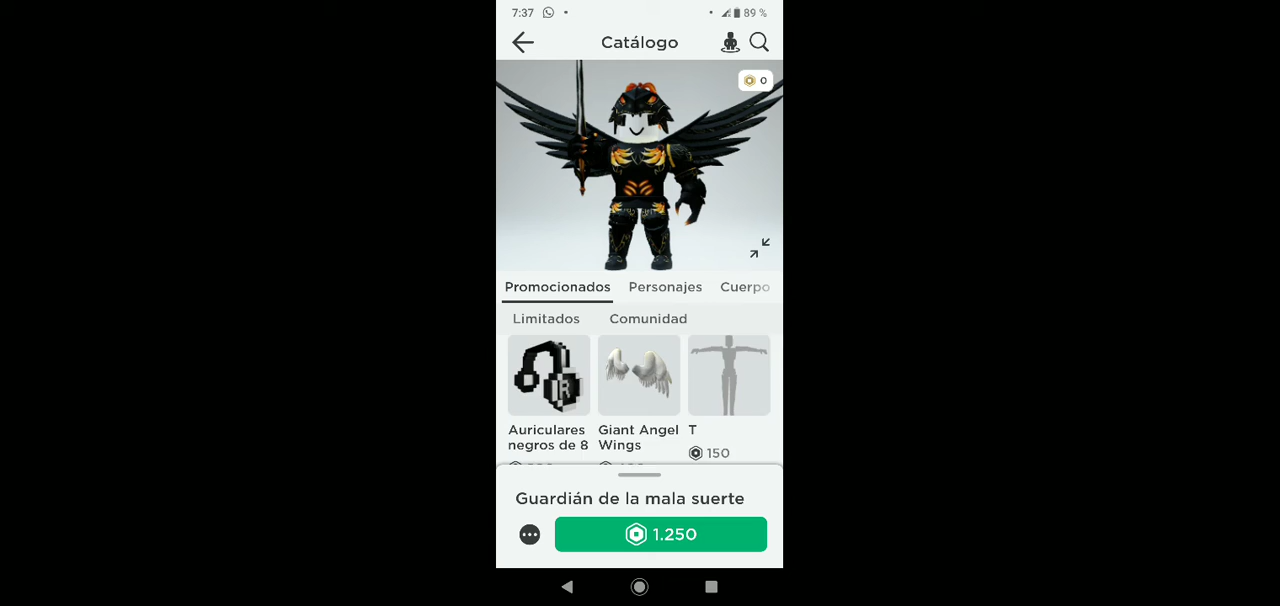 7:37 89 %
Catálogo
0
Promocionados Personajes Cuerpo
Limitados Comunidad
R
Auriculares Giant Angel T
negros de 8 Wings
150
Guardián de la mala suerte
1.250